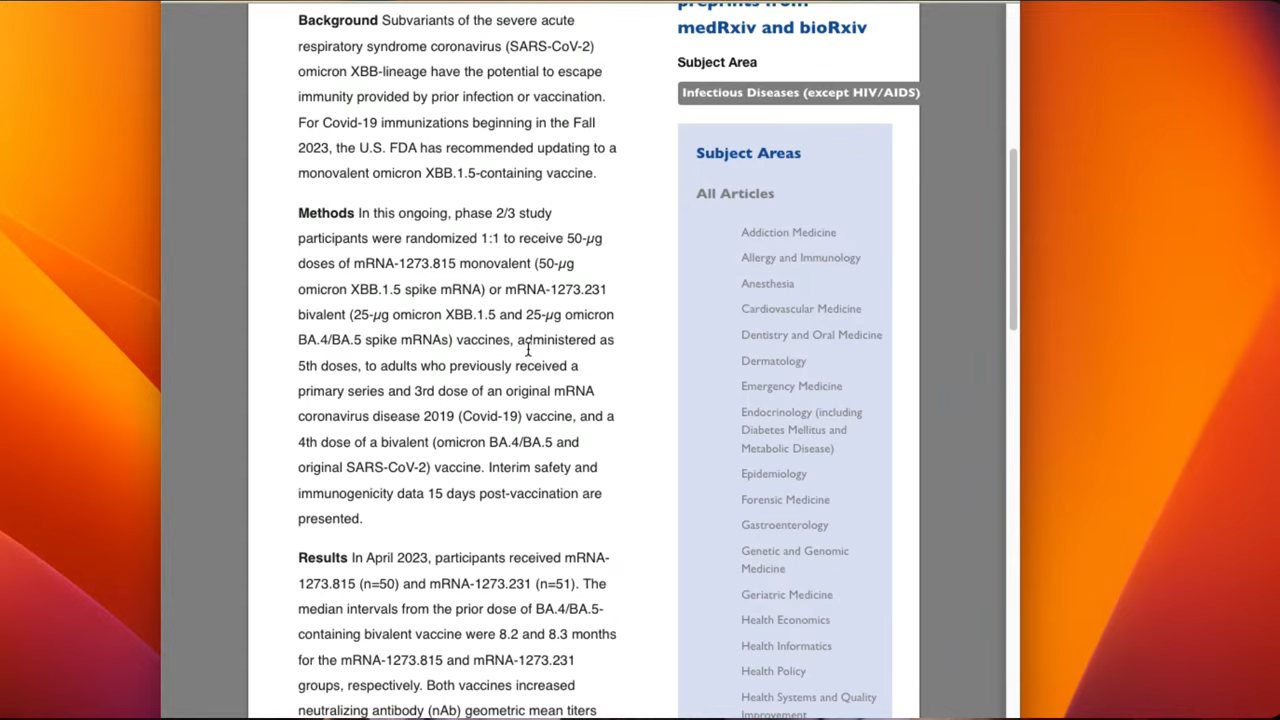 Background Subvariants of the severe acute
respiratory syndrome coronavirus (SARS-CoV-2)
omicron XBB-lineage have the potential to escape
immunity provided by prior infection or vaccination.
For Covid-19 immunizations beginning in the Fall
2023, the U.S. FDA has recommended updating to a
monovalent omicron XBB.1.5-containing vaccine.
Methods In this ongoing, phase 2/3 study
participants were randomized 1:1 to receive 50-µg
doses of mRNA-1273.815 monovalent (50-µg
omicron XBB.1.5 spike mRNA) or mRNA-1273.231
bivalent (25-µg omicron XBB.1.5 and 25-µg omicron
BA.4/BA.5 spike mRNAs) vaccines, administered as
5th doses, to adults who previously received a
primary series and 3rd dose of an original mRNA
coronavirus disease 2019 (Covid-19) vaccine, and a
4th dose of a bivalent (omicron BA.4/BA.5 and
original SARS-CoV-2) vaccine. Interim safety and
immunogenicity data 15 days post-vaccination are
presented.
Results In April 2023, participants received mRNA-
1273.815 (n=50) and mRNA-1273.231 (n=51). The
median intervals from the prior dose of BA.4/BA.5-
containing bivalent vaccine were 8.2 and 8.3 months
for the mRNA-1273.815 and mRNA-1273.231
groups, respectively. Both vaccines increased
neutralizing antibody (nAb) geometric mean titers
preprints from
medRxiv and bioRxiv
Subject Area
Infectious Diseases (except HIV/AIDS)
Subject Areas
All Articles
Addiction Medicine
Allergy and Immunology
Anesthesia
Cardiovascular Medicine
Dentistry and Oral Medicine
Dermatology
Emergency Medicine
Endocrinology (including
Diabetes Mellitus and
Metabolic Disease)
Epidemiology
Forensic Medicine
Gastroenterology
Genetic and Genomic
Medicine
Geriatric Medicine
Health Economics
Health Informatics
Health Policy
Health Systems and Quality
Improvement